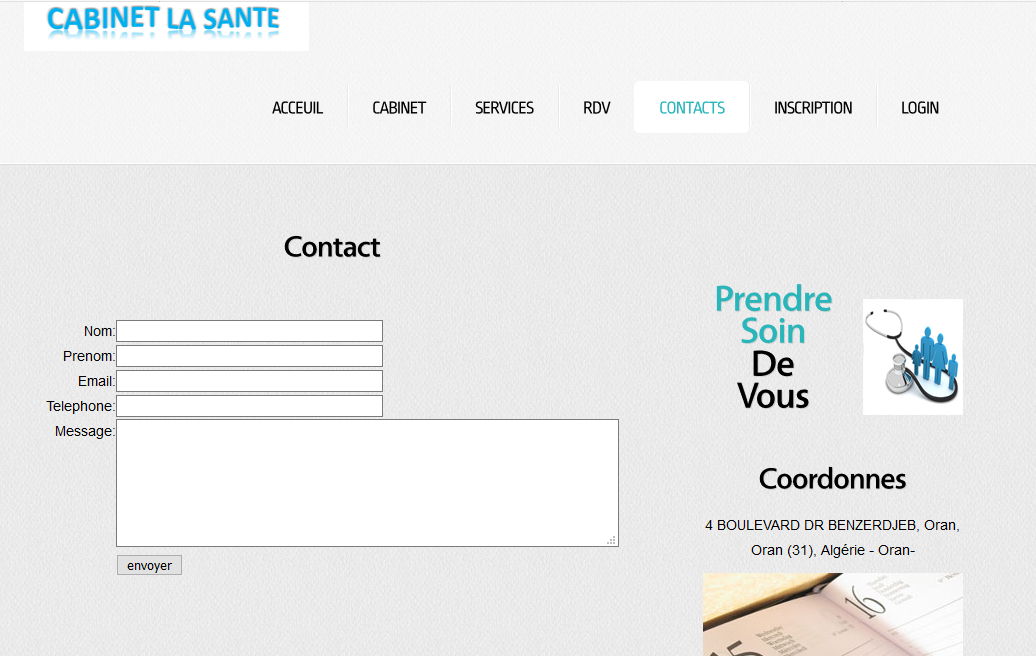 CABINET LA SANTE
ACCEUIL CABINET SERVICES RDV CONTACTS INSCRIPTION LOGIN
Contact
Nom:
Prenom:
Email:
Telephone:
Message:
envoyer
Prendre
Soin
De
Vous
Coordonnes
4 BOULEVARD DR BENZERDJEB, Oran,
Oran (31), Algérie - Oran-
16
15